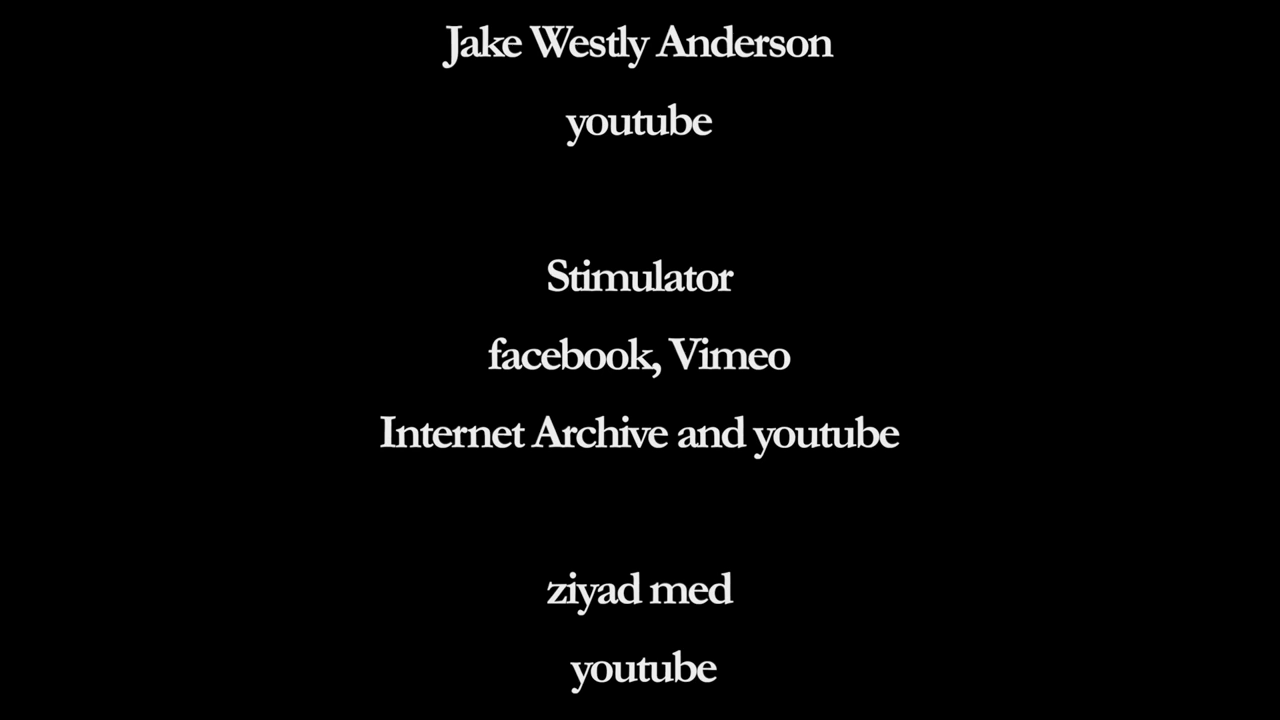 Jake Westly Anderson
youtube
Stimulator
facebook, Vimeo
Internet Archive and youtube
ziyad med
youtube